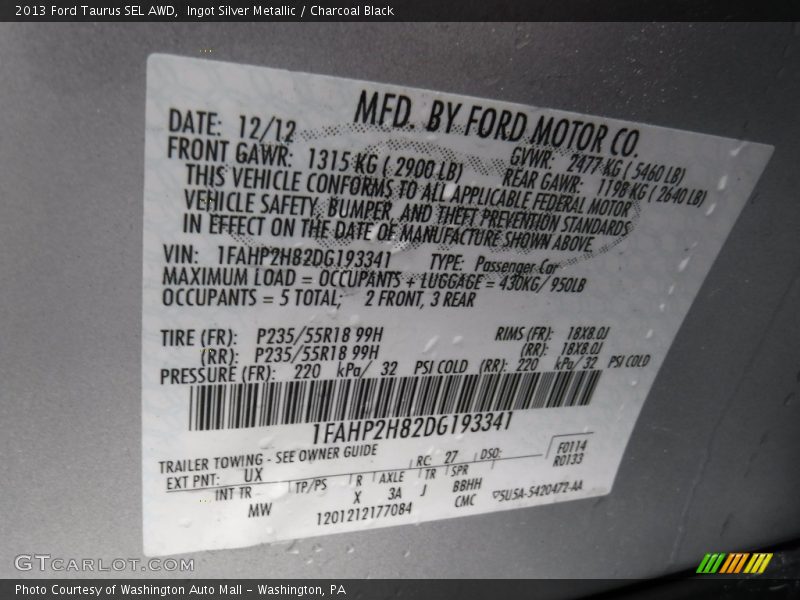 2013 Ford Taurus SEL AWD,  Ingot Silver Metallic / Charcoal Black
MFD. BY FORD MOTOR CO.
DATE: 12/12
GVWR: 2477 KG ( 5460 LB)
FRONT GAWR: 1315 KG ( 2900 LB)
REAR GAWR: 1198 KG ( 2640 LB)
THIS VEHICLE CONFORMS TO ALL APPLICABLE FEDERAL MOTOR
VEHICLE SAFETY, BUMPER, AND THEFT PREVENTION STANDARDS
IN EFFECT ON THE DATE OF MANUFACTURE SHOWN ABOVE
VIN: 1FAHP2H82DG193341 TYPE: Passenger Car
MAXIMUM LOAD = OCCUPANTS + LUGGAGE = 430KG/ 950LB
OCCUPANTS = 5 TOTAL; 2 FRONT, 3 REAR
TIRE (FR): P235/55R18 99H RIMS (FR): 18X8.0J
(RR): P235/55R18 99H (RR): 18X8.0J
PRESSURE (FR): 220 kPa/ 32 PSI COLD (RR): 220 kPa/ 32 PSI COLD
1FAHP2H82DG193341
TRAILER TOWING - SEE OWNER GUIDE
RC: 27 DSO: F0114
EXT PNT: UX R0133
INT TR TP/PS R AXLE TR SPR
MW X 3A J BBHH
1201212177084 CMC 5U5A-5420472-AA
GTCARLOT.COM
Photo Courtesy of Washington Auto Mall – Washington, PA